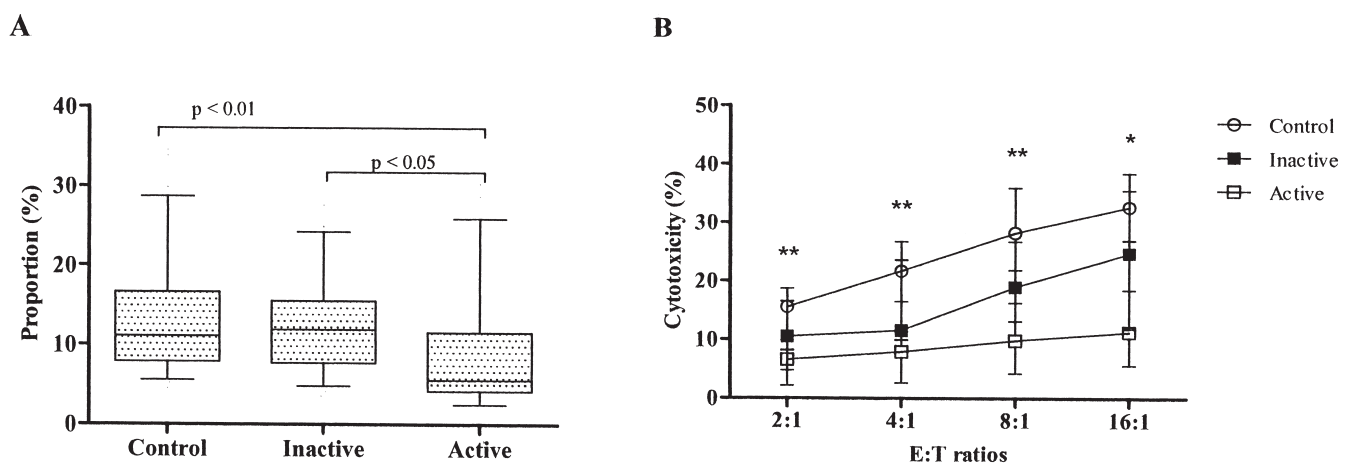 A
B
Proportion (%)
40
30
20
10
0
p < 0.01
p < 0.05
Control
Inactive
Active
Cytotoxicity (%)
50
40
30
20
10
0
**
**
**
*
2:1
4:1
8:1
16:1
E:T ratios
Control
Inactive
Active